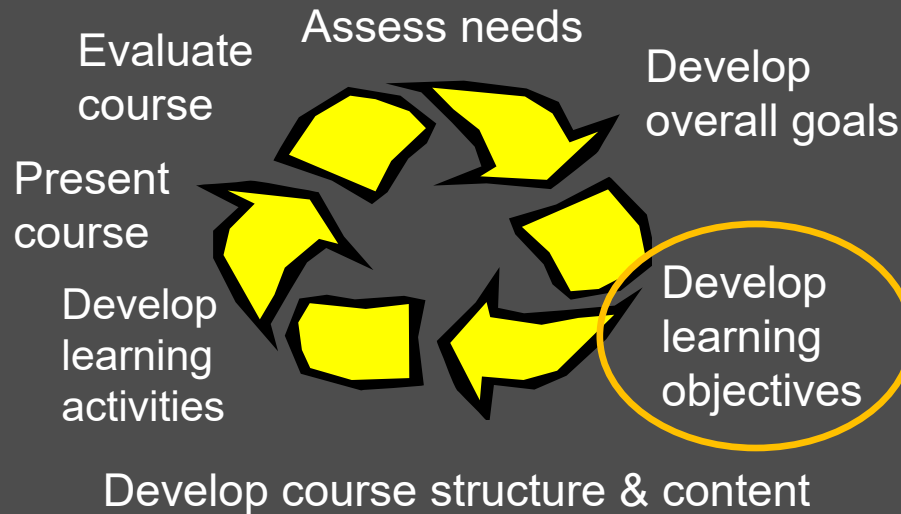 Assess needs
Develop
overall goals
Develop
learning
objectives
Develop course structure & content
Develop
learning
activities
Present
course
Evaluate
course